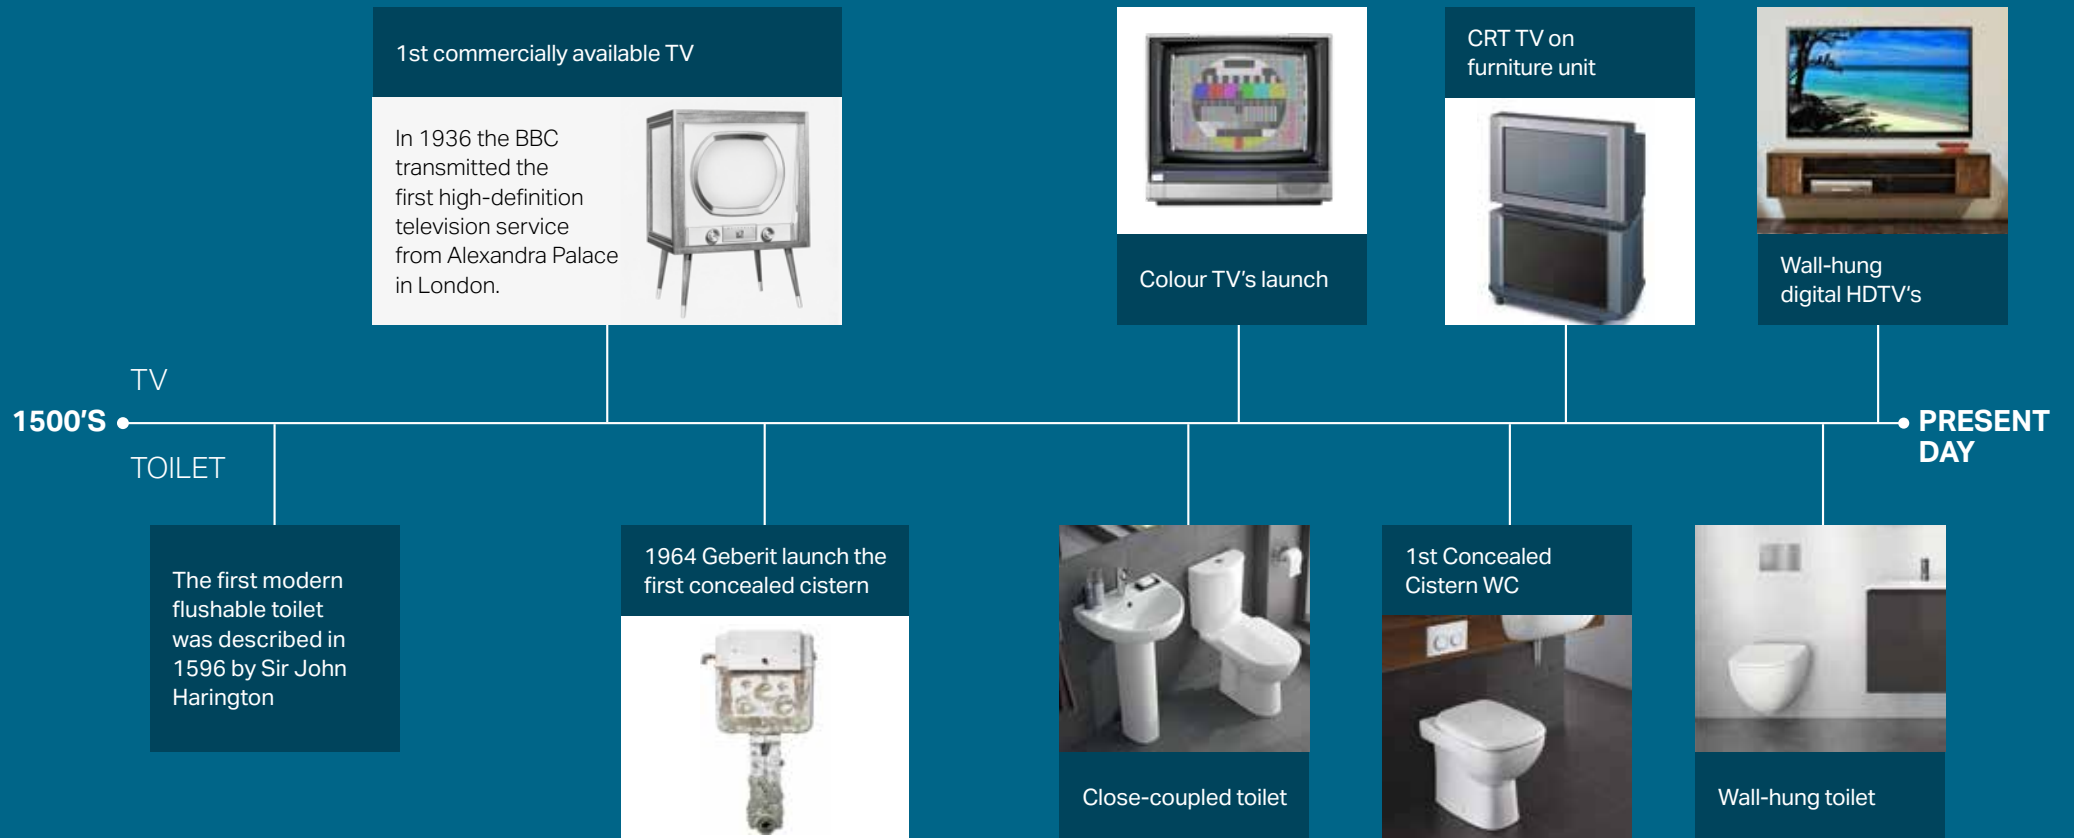 1st commercially available TV
In 1936 the BBC
transmitted the
first high-definition
television service
from Alexandra Palace
in London.
Colour TV's launch
CRT TV on
furniture unit
Wall-hung
digital HDTV's
TV
1500'S
PRESENT
DAY
TOILET
The first modern
flushable toilet
was described in
1596 by Sir John
Harington
1964 Geberit launch the
first concealed cistern
Close-coupled toilet
1st Concealed
Cistern WC
Wall-hung toilet